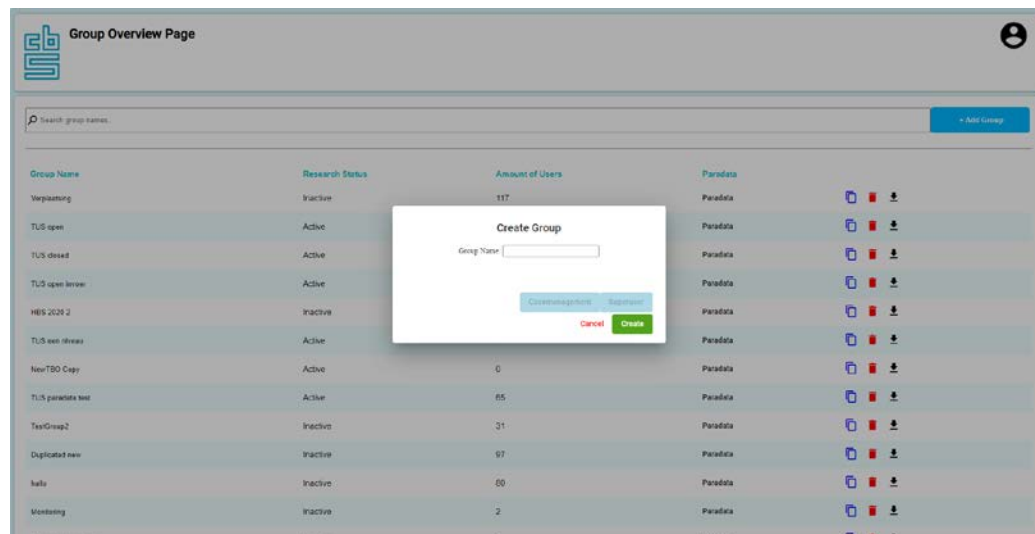 cbs
Group Overview Page
Search group names..
+ Add Group
Group Name Research Status Amount of Users Paradata
Verplaatsing Inactive 117 Paradata
TUS open Active Paradata
TUS closed Active Paradata
TUS open Paradata
HBS 2020 2 Inactive Paradata
TUS een niveau Active Paradata
NewTBO Copy Active 0 Paradata
TUS paradata test Active 65 Paradata
TestGroup2 Inactive 31 Paradata
Duplicated new Inactive 97 Paradata
hallo Inactive 80 Paradata
Monitoring Inactive 2 Paradata
Create Group
Group Name
Casemanagement Supervisor
Cancel Create